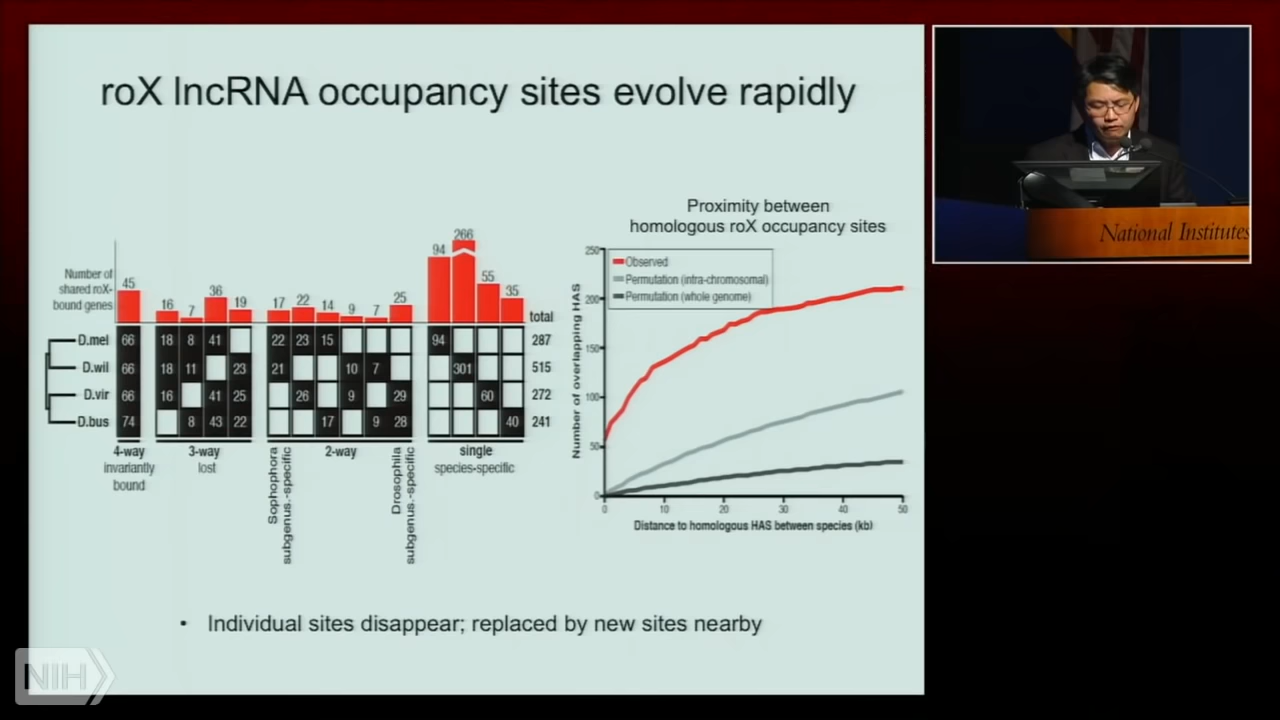 roX lncRNA occupancy sites evolve rapidly
Number of
shared roX-
bound genes
45
16
7
36
19
17
22
14
9
7
25
94
266
55
35
total
D.mel 66 18 8 41 22 23 15 94 287
D.wil 66 18 11 23 21 10 7 301 515
D.vir 66 16 41 25 26 9 29 60 272
D.bus 74 8 43 22 17 9 28 40 241
4-way
invariantly
bound
3-way
lost
2-way
Sophophora
subgenus.-specific
Drosophila
subgenus.-specific
single
species-specific
Proximity between
homologous roX occupancy sites
Number of overlapping HAS
250
200
150
100
50
0
Observed
Permutation (intra-chromosomal)
Permutation (whole genome)
0 10 20 30 40 50
Distance to homologous HAS between species (kb)
• Individual sites disappear; replaced by new sites nearby
National Institutes
NIH